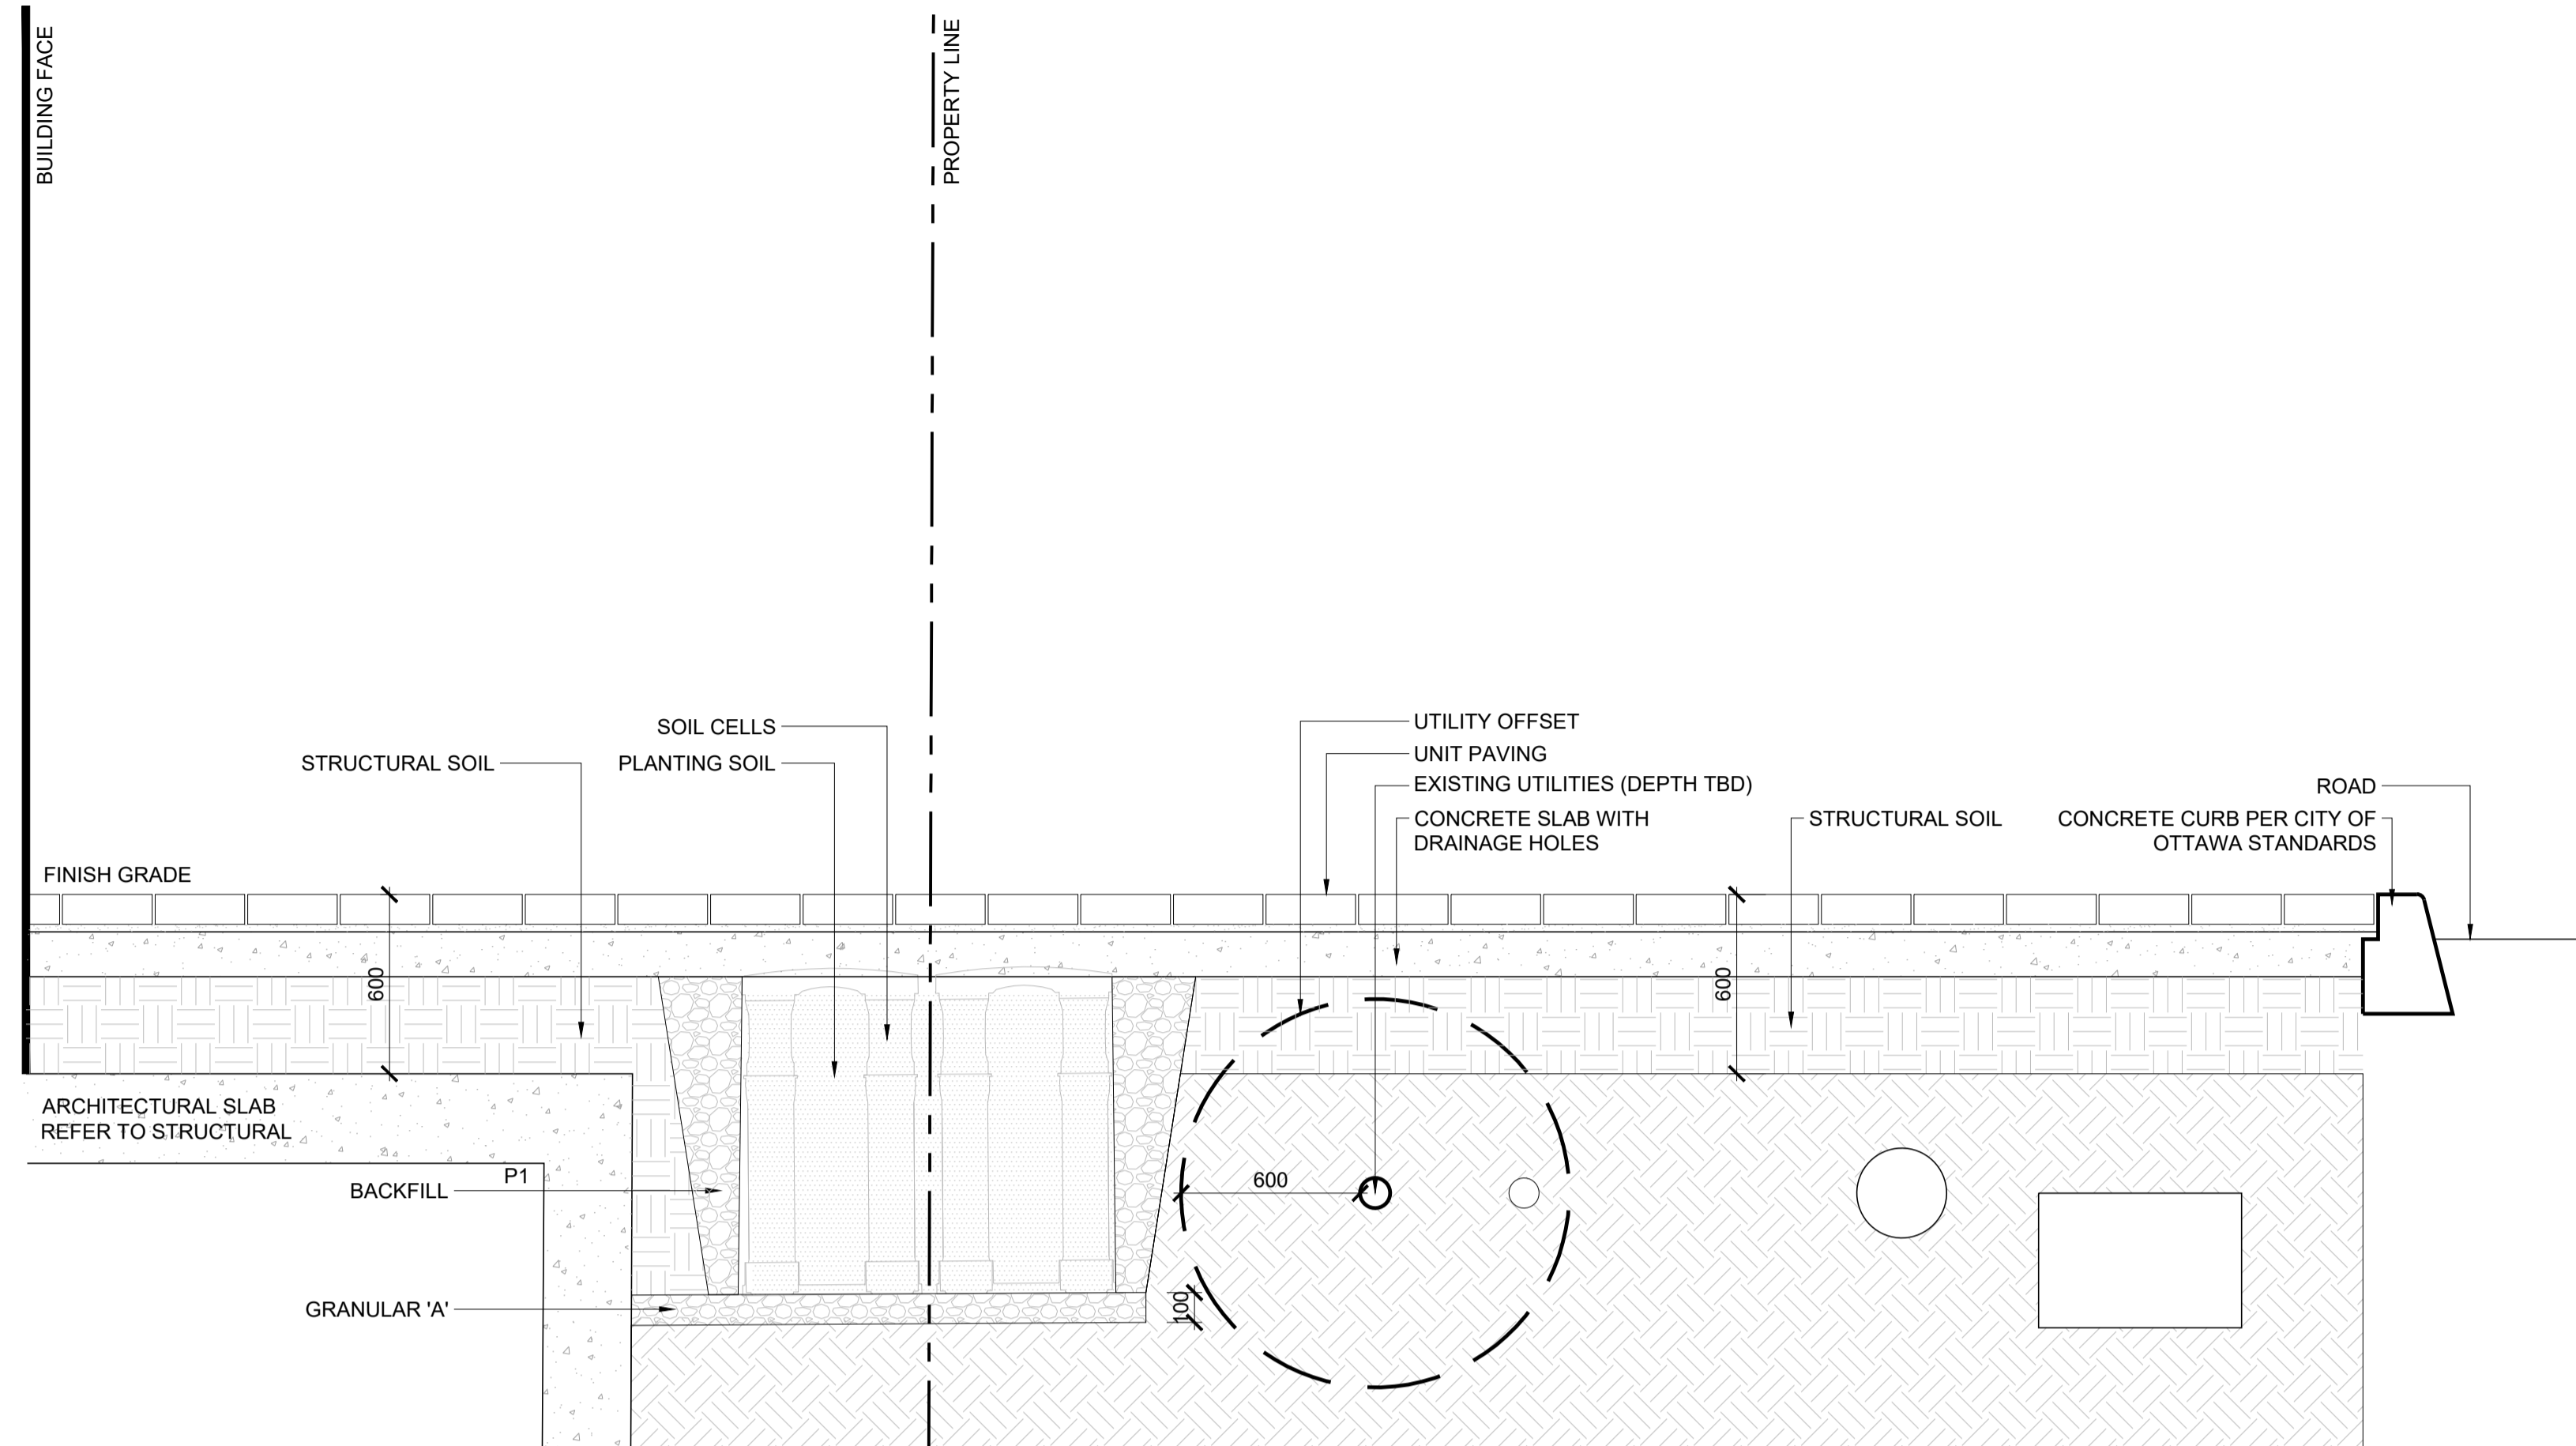 BUILDING FACE
PROPERTY LINE
SOIL CELLS
STRUCTURAL SOIL
PLANTING SOIL
UTILITY OFFSET
UNIT PAVING
EXISTING UTILITIES (DEPTH TBD)
CONCRETE SLAB WITH
DRAINAGE HOLES
STRUCTURAL SOIL
ROAD
CONCRETE CURB PER CITY OF
OTTAWA STANDARDS
FINISH GRADE
600
600
ARCHITECTURAL SLAB
REFER TO STRUCTURAL
P1
BACKFILL
600
GRANULAR 'A'
100